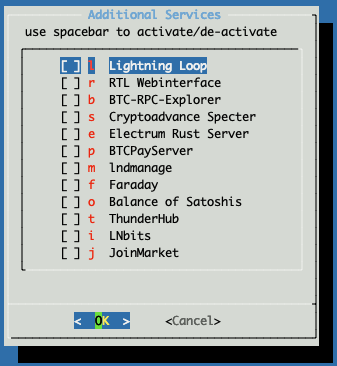 Additional Services
use spacebar to activate/de-activate
[ ] l Lightning Loop
[ ] r RTL Webinterface
[ ] b BTC-RPC-Explorer
[ ] s Cryptoadvance Specter
[ ] e Electrum Rust Server
[ ] p BTCPayServer
[ ] m lndmanage
[ ] f Faraday
[ ] o Balance of Satoshis
[ ] t ThunderHub
[ ] i LNbits
[ ] j JoinMarket
< OK > <Cancel>